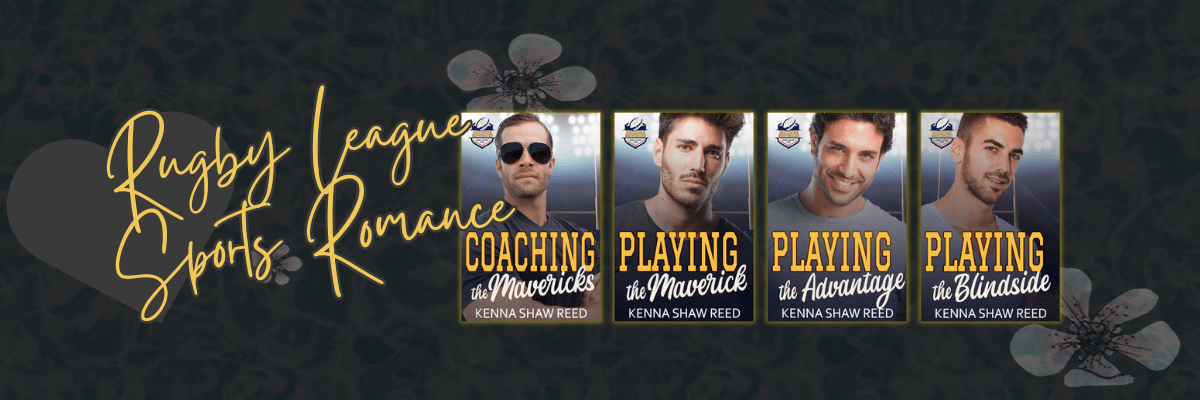 Rugby League
Sports Romance
COACHING
the Mavericks
KENNA SHAW REED
PLAYING
the Maverick
KENNA SHAW REED
PLAYING
the Advantage
KENNA SHAW REED
PLAYING
the Blindside
KENNA SHAW REED